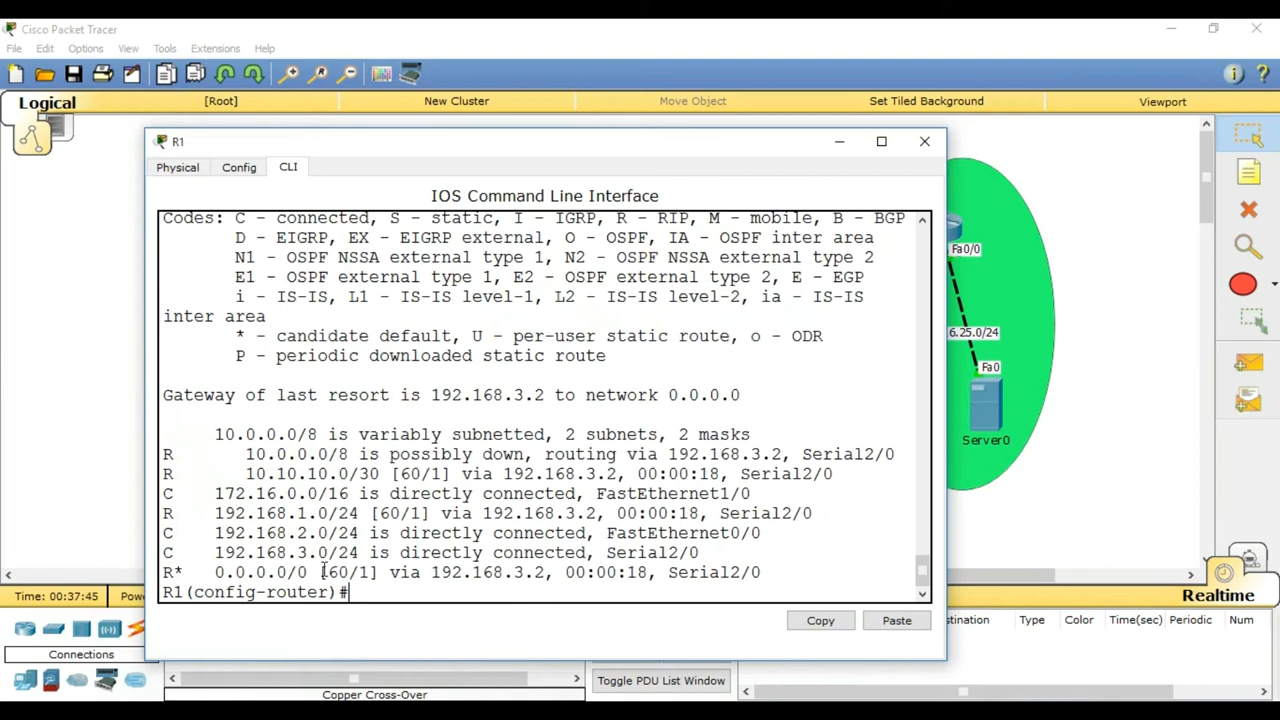 Cisco Packet Tracer
File Edit Options View Tools Extensions Help
Logical [Root] New Cluster Move Object Set Tiled Background Viewport
R1
Physical Config CLI
IOS Command Line Interface
Codes: C - connected, S - static, I - IGRP, R - RIP, M - mobile, B - BGP
D - EIGRP, EX - EIGRP external, O - OSPF, IA - OSPF inter area
N1 - OSPF NSSA external type 1, N2 - OSPF NSSA external type 2
E1 - OSPF external type 1, E2 - OSPF external type 2, E - EGP
i - IS-IS, L1 - IS-IS level-1, L2 - IS-IS level-2, ia - IS-IS
inter area
* - candidate default, U - per-user static route, o - ODR
P - periodic downloaded static route
Gateway of last resort is 192.168.3.2 to network 0.0.0.0
10.0.0.0/8 is variably subnetted, 2 subnets, 2 masks
R 10.0.0.0/8 is possibly down, routing via 192.168.3.2, Serial2/0
R 10.10.10.0/30 [60/1] via 192.168.3.2, 00:00:18, Serial2/0
C 172.16.0.0/16 is directly connected, FastEthernet1/0
R 192.168.1.0/24 [60/1] via 192.168.3.2, 00:00:18, Serial2/0
C 192.168.2.0/24 is directly connected, FastEthernet0/0
C 192.168.3.0/24 is directly connected, Serial2/0
R* 0.0.0.0/0 [60/1] via 192.168.3.2, 00:00:18, Serial2/0
R1(config-router)#
Copy Paste
Fa0/0
6.25.0/24
Fa0
Server0
Time: 00:37:45 Pow
Realtime
Connections
Copper Cross-Over
Toggle PDU List Window
stination Type Color Time(sec) Periodic Num